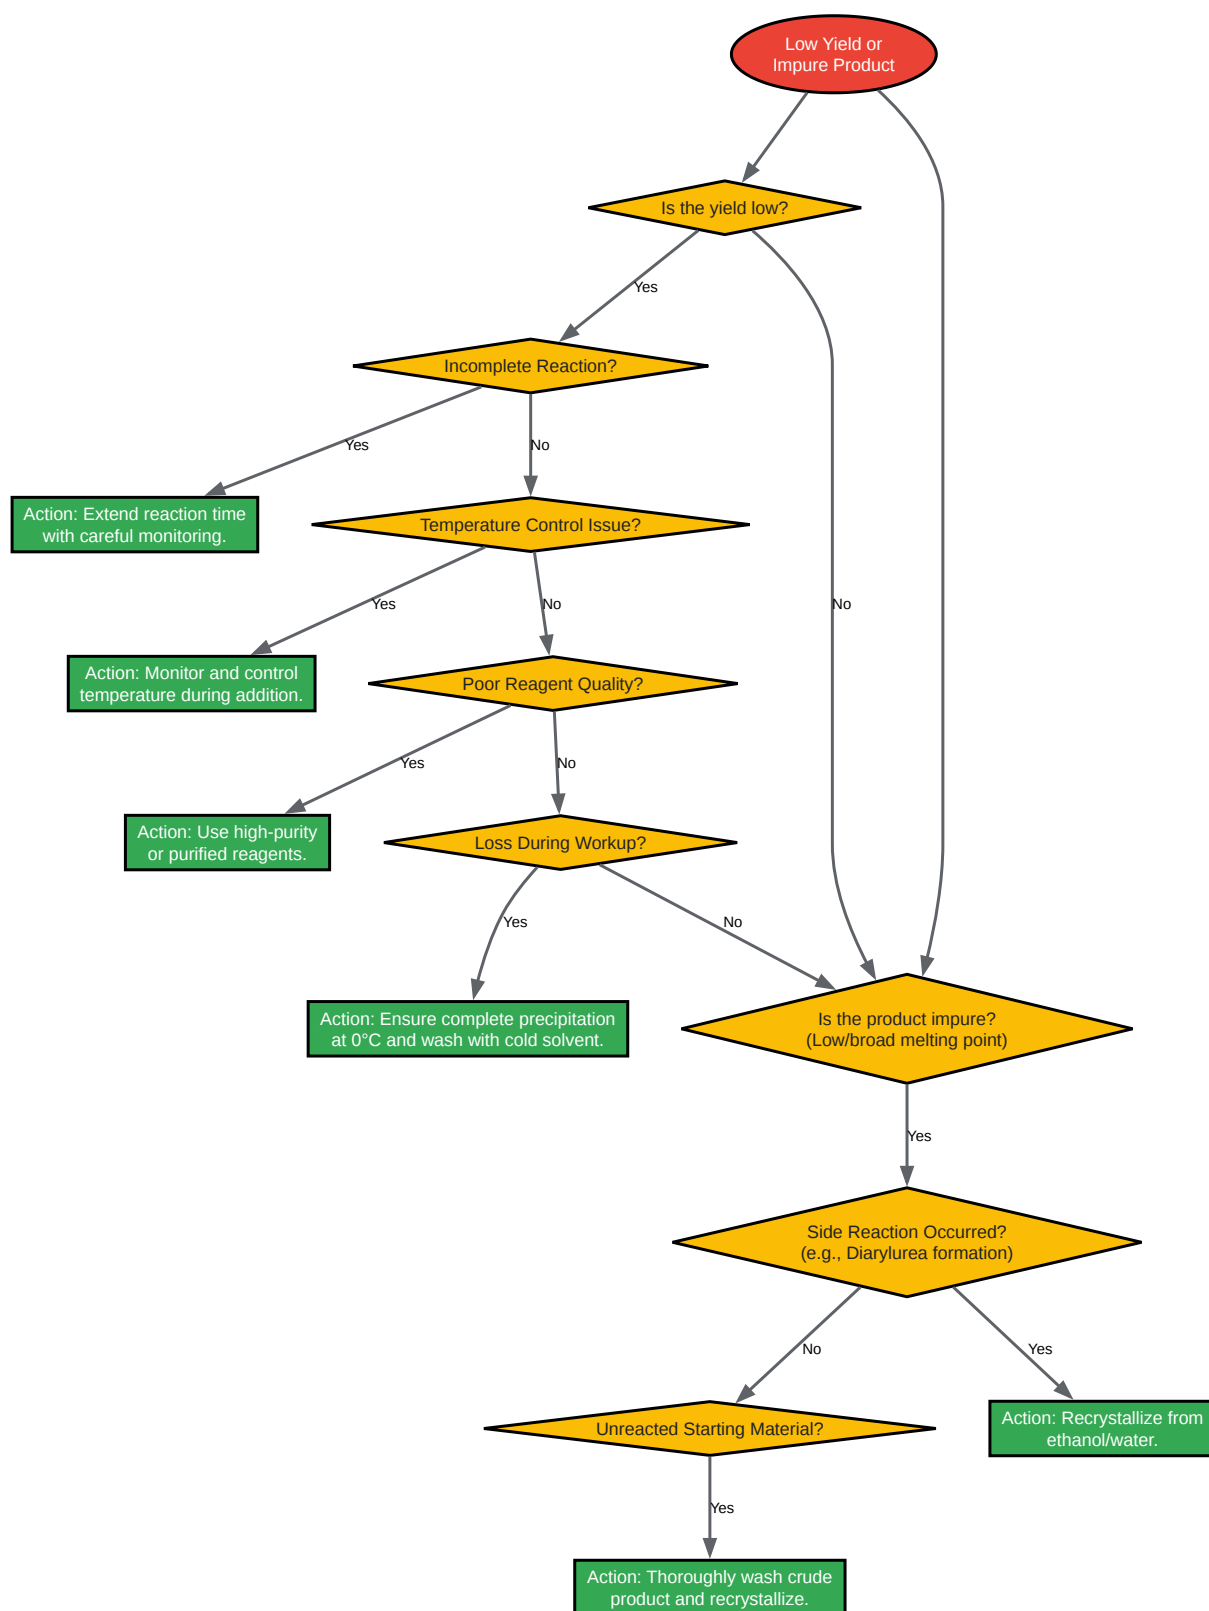 Low Yield or
Impure Product
Is the yield low?
Yes
Incomplete Reaction?
Yes
No
Action: Extend reaction time
with careful monitoring.
Temperature Control Issue?
Yes
No
No
Action: Monitor and control
temperature during addition.
Poor Reagent Quality?
Yes
No
Action: Use high-purity
or purified reagents.
Loss During Workup?
Yes
No
Action: Ensure complete precipitation
at 0°C and wash with cold solvent.
Is the product impure?
(Low/broad melting point)
Yes
Side Reaction Occurred?
(e.g., Diarylurea formation)
No
Yes
Unreacted Starting Material?
Action: Recrystallize from
ethanol/water.
Yes
Action: Thoroughly wash crude
product and recrystallize.